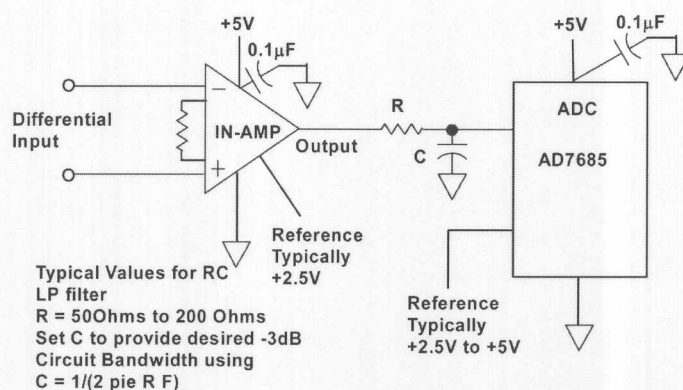 +5V
0.1µF
+5V
0.1µF
Differential
Input
−
+
IN-AMP
Output
R
C
ADC
AD7685
Reference
Typically
+2.5V
Reference
Typically
+2.5V to +5V
Typical Values for RC
LP filter
R = 50Ohms to 200 Ohms
Set C to provide desired -3dB
Circuit Bandwidth using
C = 1/(2 pie R F)